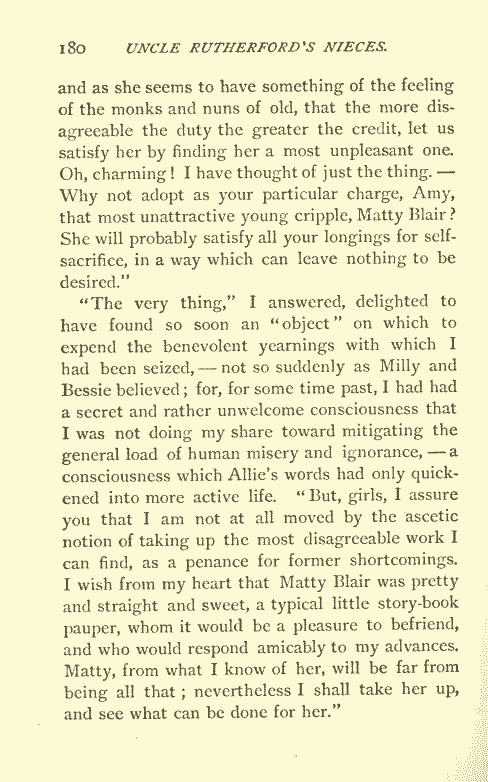 180 UNCLE RUTHERFORD'S NIECES.
and as she seems to have something of the feeling
of the monks and nuns of old, that the more dis-
agreeable the duty the greater the credit, let us
satisfy her by finding her a most unpleasant one.
Oh, charming! I have thought of just the thing. —
Why not adopt as your particular charge, Amy,
that most unattractive young cripple, Matty Blair?
She will probably satisfy all your longings for self-
sacrifice, in a way which can leave nothing to be
desired."
"The very thing," I answered, delighted to
have found so soon an "object" on which to
expend the benevolent yearnings with which I
had been seized, — not so suddenly as Milly and
Bessie believed; for, for some time past, I had had
a secret and rather unwelcome consciousness that
I was not doing my share toward mitigating the
general load of human misery and ignorance, — a
consciousness which Allie's words had only quick-
ened into more active life. "But, girls, I assure
you that I am not at all moved by the ascetic
notion of taking up the most disagreeable work I
can find, as a penance for former shortcomings.
I wish from my heart that Matty Blair was pretty
and straight and sweet, a typical little story-book
pauper, whom it would be a pleasure to befriend,
and who would respond amicably to my advances.
Matty, from what I know of her, will be far from
being all that; nevertheless I shall take her up,
and see what can be done for her."